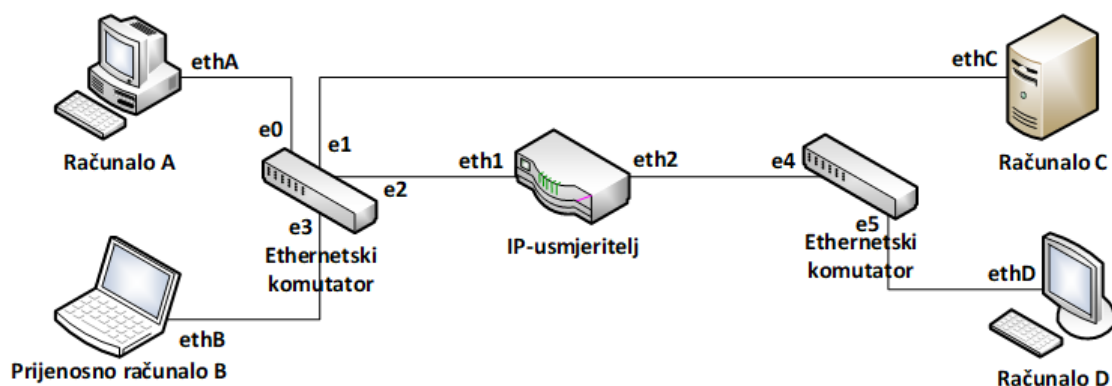 ethA
ethC
Računalo A
e0
e1
eth1
eth2
e4
Računalo C
e2
e3
Ethernetski
komutator
IP-usmjeritelj
e5
Ethernetski
komutator
ethD
ethB
Prijenosno računalo B
Računalo D